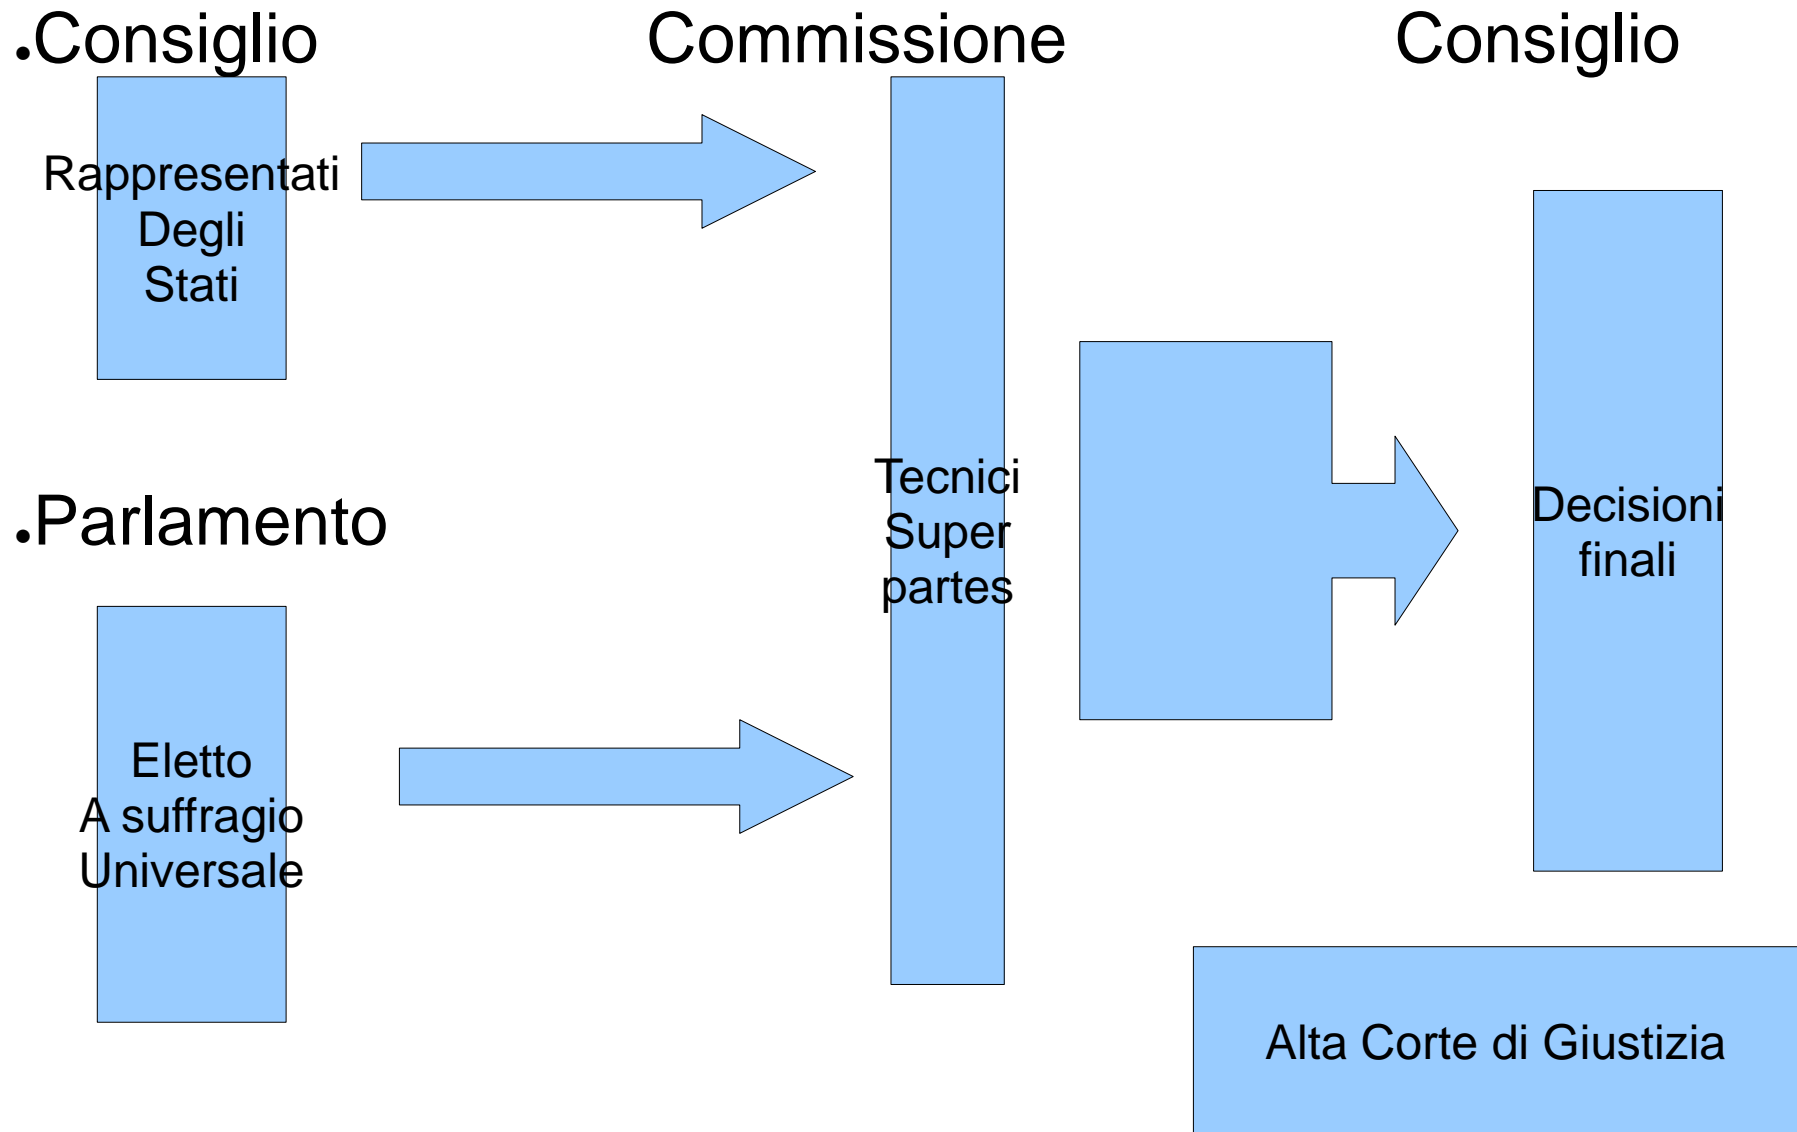 •Consiglio
Rappresentati
Degli
Stati
•Parlamento
Eletto
A suffragio
Universale
Commissione
Tecnici
Super
partes
Consiglio
Decisioni
finali
Alta Corte di Giustizia